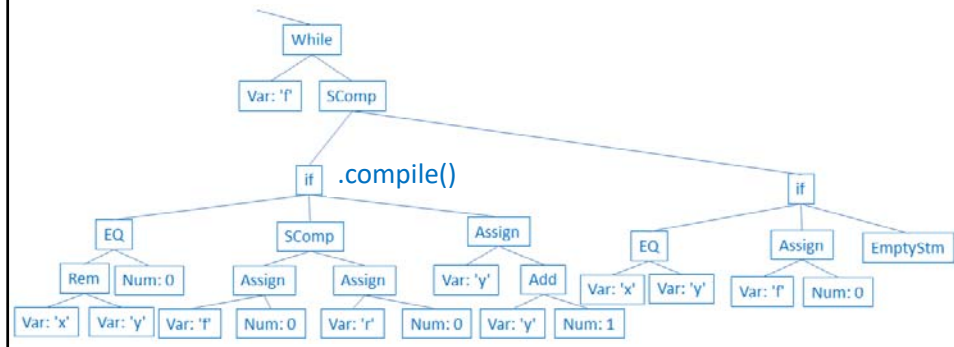 While
Var: 'f' SComp
if .compile() if
EQ SComp Assign EQ Assign EmptyStm
Rem Num: 0 Assign Assign Var: 'y' Add Var: 'x' Var: 'y' Var: 'f' Num: 0
Var: 'x' Var: 'y' Var: 'f' Num: 0 Var: 'r' Num: 0 Var: 'y' Num: 1